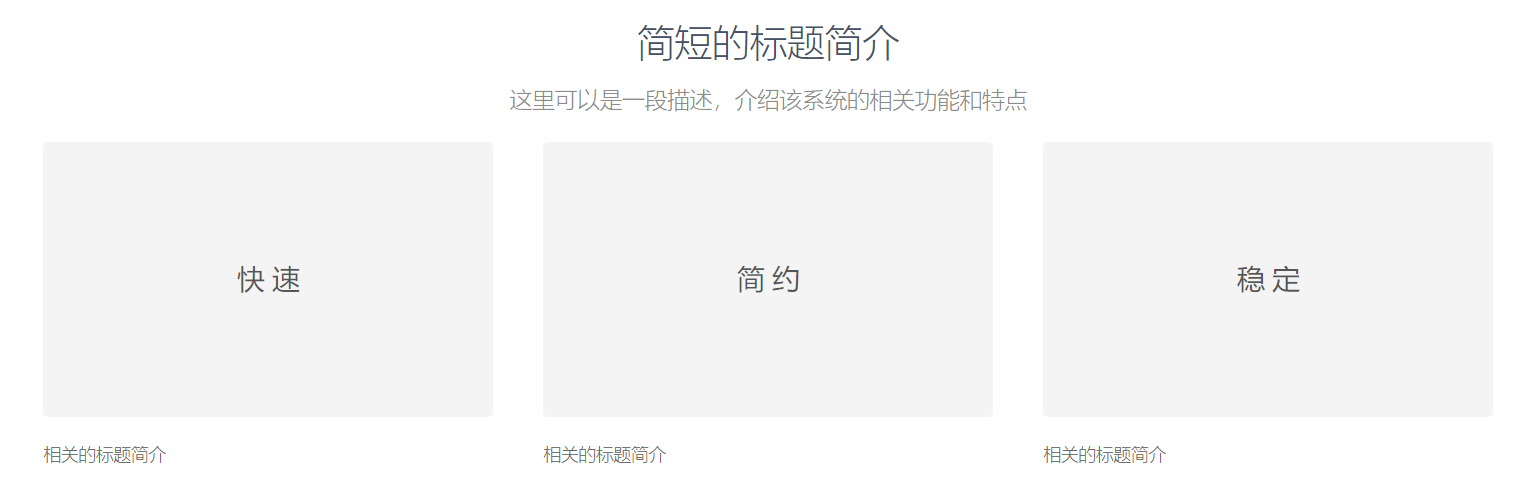 简短的标题简介
这里可以是一段描述，介绍该系统的相关功能和特点
快速
简约
稳定
相关的标题简介
相关的标题简介
相关的标题简介